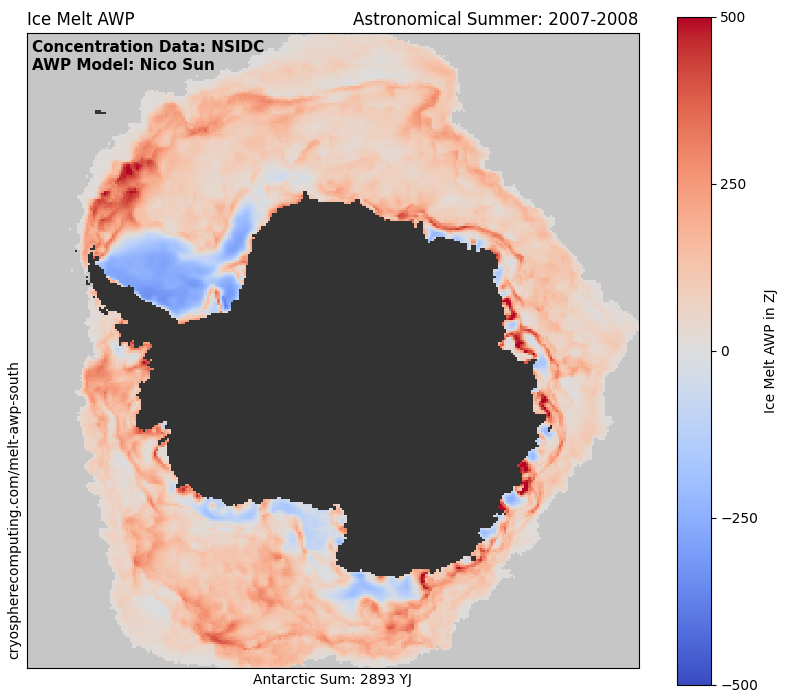 Ice Melt AWP
Astronomical Summer: 2007-2008
Concentration Data: NSIDC
AWP Model: Nico Sun
cryospherecomputing.com/melt-awp-south
Antarctic Sum: 2893 YJ
500
250
0
−250
−500
Ice Melt AWP in ZJ